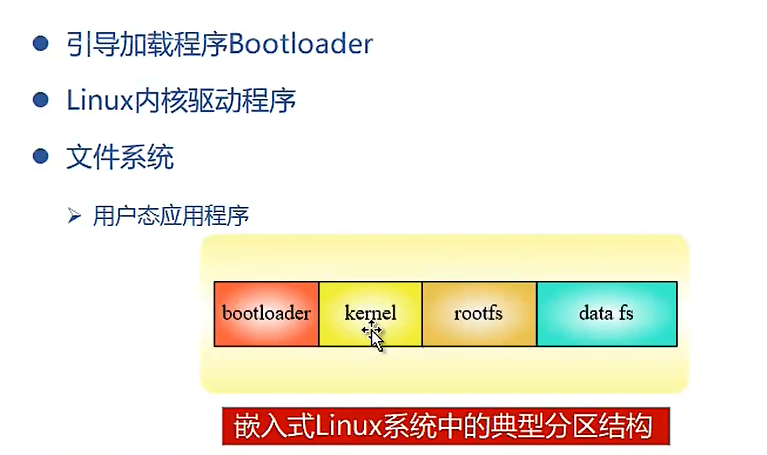 引导加载程序Bootloader
Linux内核驱动程序
文件系统
用户态应用程序
bootloader kernel rootfs data fs
嵌入式Linux系统中的典型分区结构